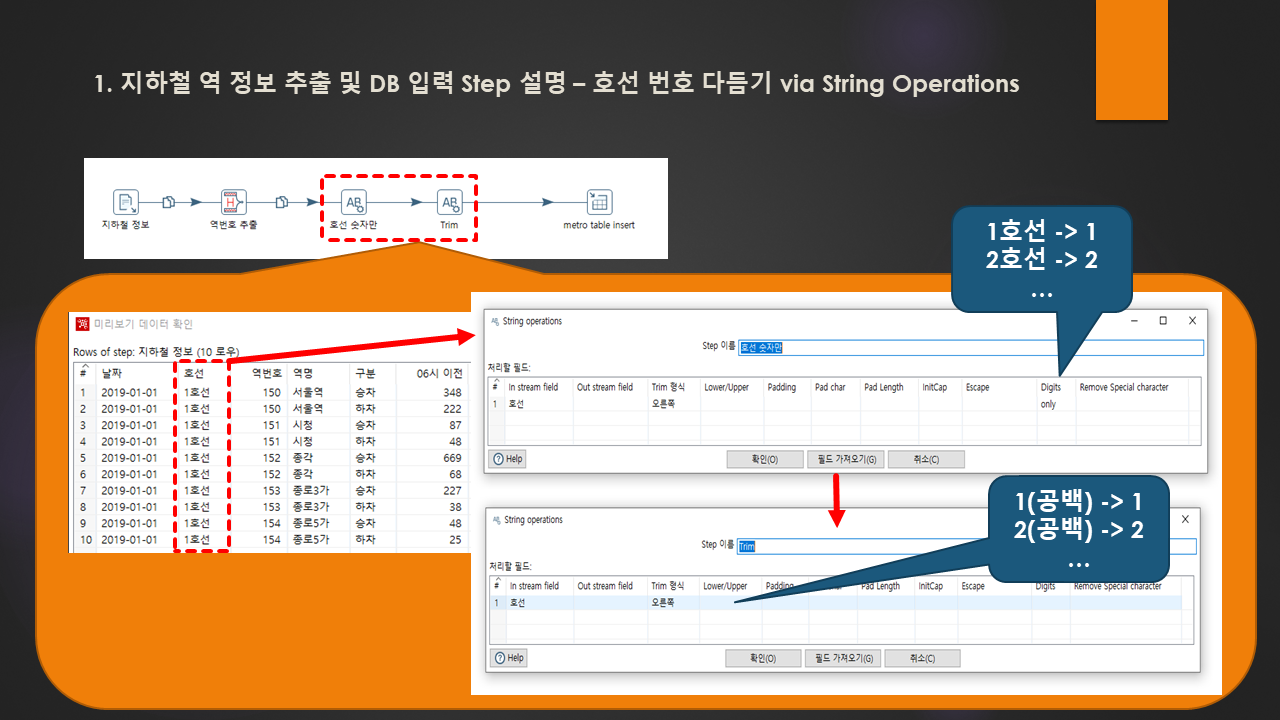 1. 지하철 역 정보 추출 및 DB 입력 Step 설명 – 호선 번호 다듬기 via String Operations
지하철 정보 역번호 추출 호선 숫자만 Trim metro table insert
1호선 -> 1
2호선 -> 2
...
미리보기 데이터 확인
Rows of step: 지하철 정보 (10 로우)
# 날짜 호선 역번호 역명 구분 06시 이전
1 2019-01-01 1호선 150 서울역 승차 348
2 2019-01-01 1호선 150 서울역 하차 222
3 2019-01-01 1호선 151 시청 승차 87
4 2019-01-01 1호선 151 시청 하차 48
5 2019-01-01 1호선 152 종각 승차 669
6 2019-01-01 1호선 152 종각 하차 68
7 2019-01-01 1호선 153 종로3가 승차 227
8 2019-01-01 1호선 153 종로3가 하차 38
9 2019-01-01 1호선 154 종로5가 승차 48
10 2019-01-01 1호선 154 종로5가 하차 25
String operations
Step 이름 호선 숫자만
처리할 필드:
# In stream field Out stream field Trim 형식 Lower/Upper Padding Pad char Pad Length InitCap Escape Digits Remove Special character
1 호선 오른쪽 only
Help 확인(O) 필드 가져오기(G) 취소(C)
1(공백) -> 1
2(공백) -> 2
...
String operations
Step 이름 Trim
처리할 필드:
# In stream field Out stream field Trim 형식 Lower/Upper Padding Pad Length InitCap Escape Digits Remove Special character
1 호선 오른쪽
Help 확인(O) 필드 가져오기(G) 취소(C)